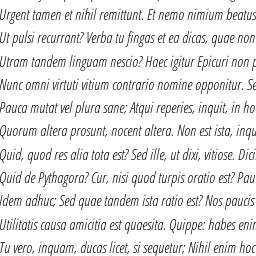 Urgent tamen et nihil remittunt. Et nemo nimium beatus
Ut pulsi recurrant? Verba tu fingas et ea dicas, quae non
Utram tandem linguam nescio? Haec igitur Epicuri non p
Nunc omni virtuti vitium contrario nomine opponitur. Se
Pauca mutat vel plura sane; Atqui reperies, inquit, in ho
Quorum altera prosunt, nocent altera. Non est ista, inqu
Quid, quod res alia tota est? Sed ille, ut dixi, vitiose. Dici
Quid de Pythagora? Cur, nisi quod turpis oratio est? Pau
Idem adhuc; Sed quae tandem ista ratio est? Nos paucis
Utilitatis causa amicitia est quaesita. Quippe: habes enim
Tu vero, inquam, ducas licet, si sequetur; Nihil enim hoc